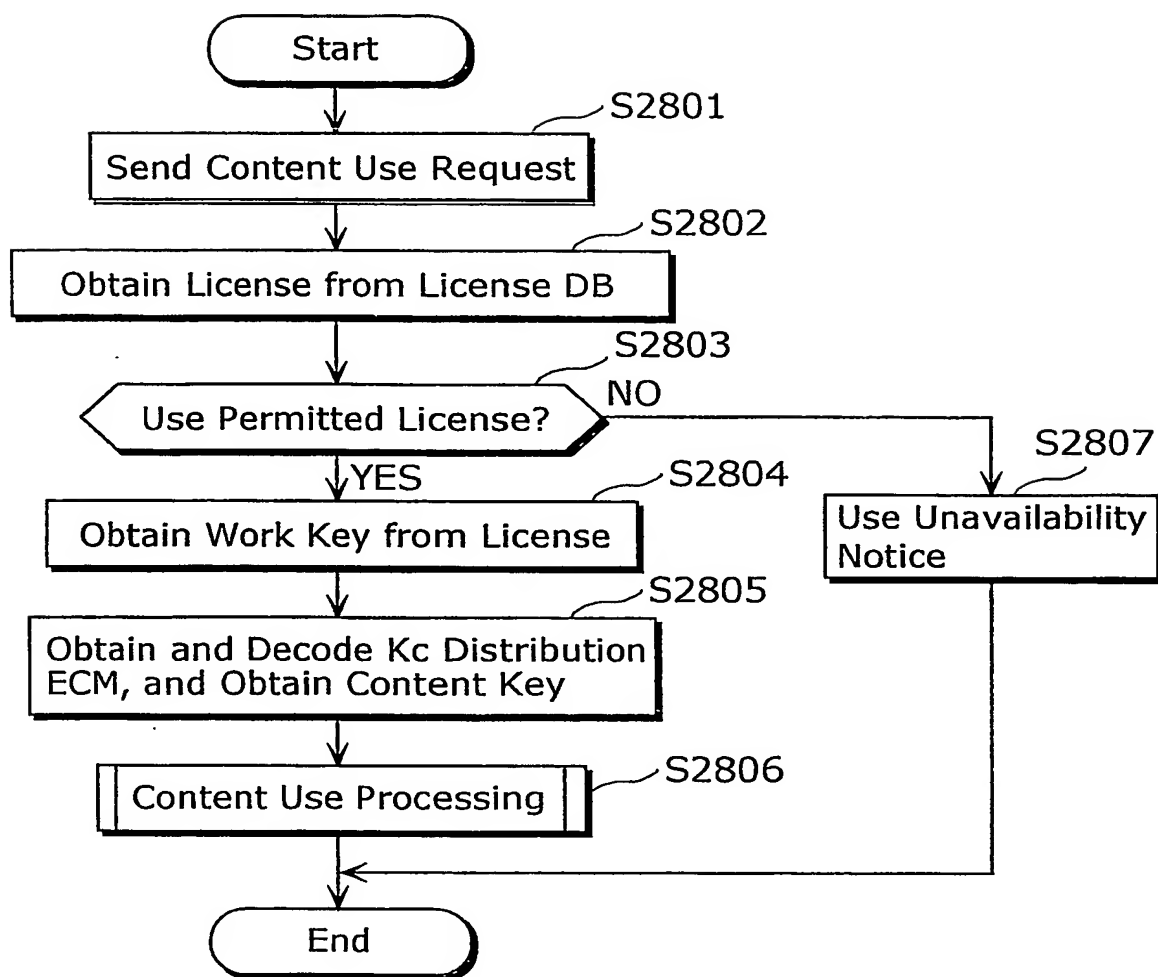 Start
S2801
Send Content Use Request
S2802
Obtain License from License DB
S2803
Use Permitted License?
NO
YES
S2804
Obtain Work Key from License
S2807
Use Unavailability
Notice
S2805
Obtain and Decode Kc Distribution
ECM, and Obtain Content Key
S2806
Content Use Processing
End